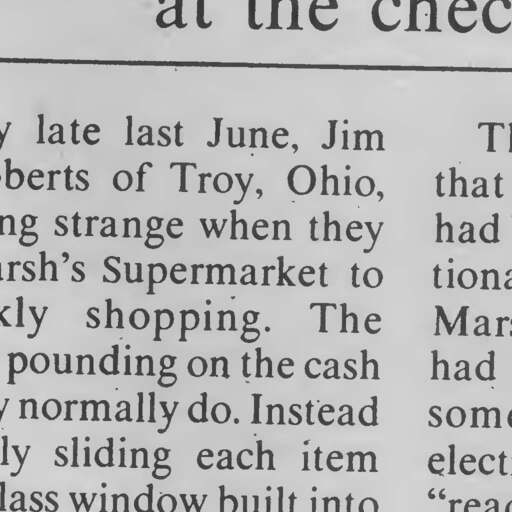 at the chec
y late last June, Jim
berts of Troy, Ohio,
ng strange when they
arsh's Supermarket to
kly shopping. The
pounding on the cash
y normally do. Instead
ly sliding each item
lass window built into
Th
that
had
tiona
Mars
had
some
elect
“read